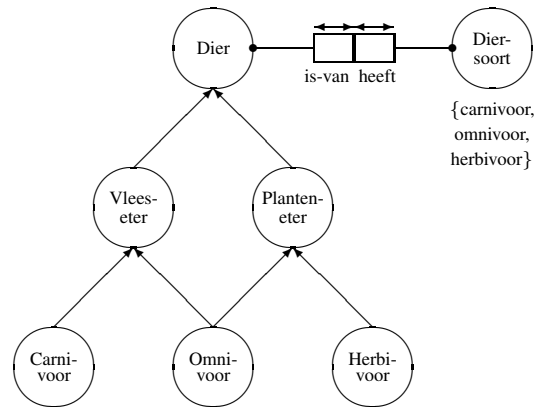 Dier
Dier-
soort
is-van heeft
{carnivoor,
omnivoor,
herbivoor}
Vlees-
eter
Planten-
eter
Carni-
voor
Omni-
voor
Herbi-
voor